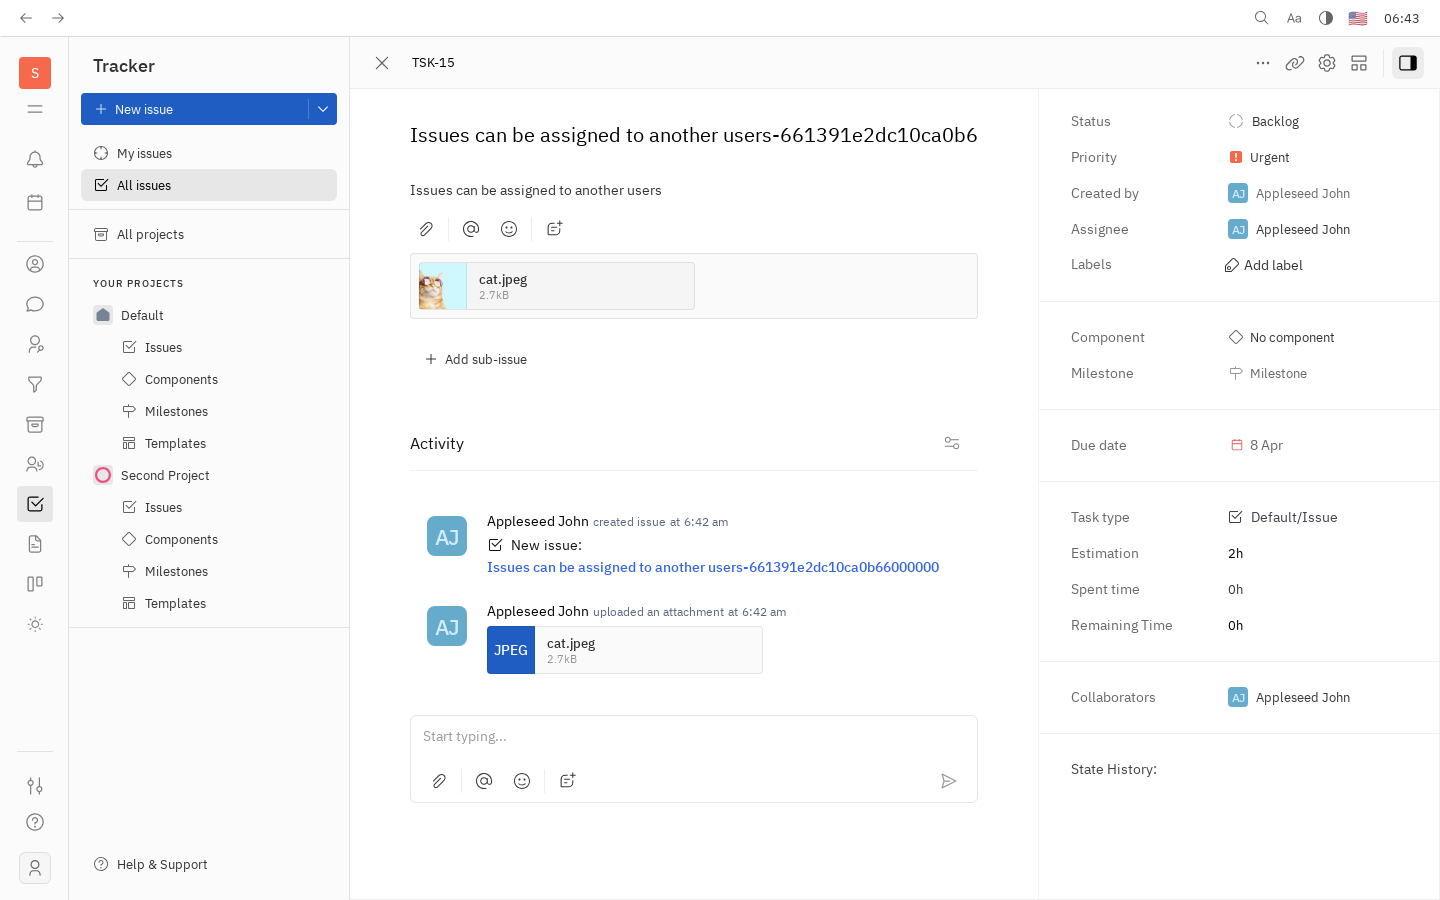 Aa
06:43
S
Tracker
New issue
My issues
All issues
All projects
YOUR PROJECTS
Default
Issues
Components
Milestones
Templates
Second Project
Issues
Components
Milestones
Templates
Help & Support
TSK-15
Issues can be assigned to another users-661391e2dc10ca0b6
Issues can be assigned to another users
cat.jpeg
2.7kB
Add sub-issue
Activity
AJ
Appleseed John created issue at 6:42 am
New issue:
Issues can be assigned to another users-661391e2dc10ca0b66000000
AJ
Appleseed John uploaded an attachment at 6:42 am
JPEG
cat.jpeg
2.7kB
Start typing...
Status Backlog
Priority Urgent
Created by AJ Appleseed John
Assignee AJ Appleseed John
Labels Add label
Component No component
Milestone Milestone
Due date 8 Apr
Task type Default/Issue
Estimation 2h
Spent time 0h
Remaining Time 0h
Collaborators AJ Appleseed John
State History: